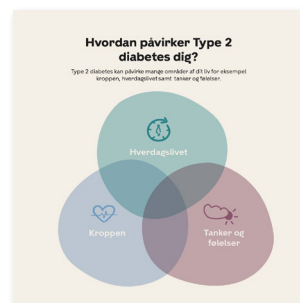 Hvordan påvirker Type 2
diabetes dig?
Type 2 diabetes kan påvirke mange områder af dit liv for eksempel
kroppen, hverdagslivet samt tanker og følelser.
Hverdagslivet
Kroppen
Tanker og
følelser